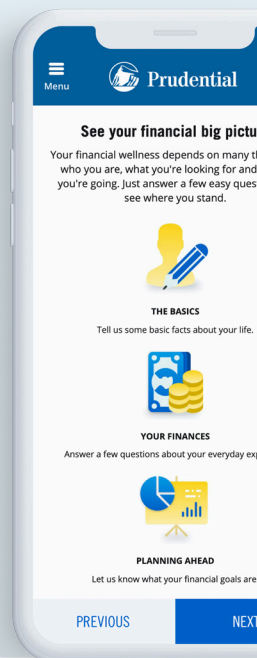 Menu
Prudential
See your financial big pictu
Your financial wellness depends on many th
who you are, what you're looking for and
you're going. Just answer a few easy quest
see where you stand.
THE BASICS
Tell us some basic facts about your life.
YOUR FINANCES
Answer a few questions about your everyday exp
PLANNING AHEAD
Let us know what your financial goals are
PREVIOUS
NEXT